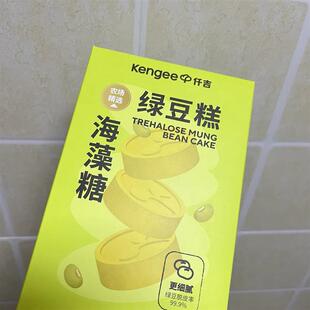 Kengee 仟吉
农场
精选
绿豆糕
TREHALOSE MUNG
BEAN CAKE
海藻糖
更细腻
绿豆脱皮率
99.9%